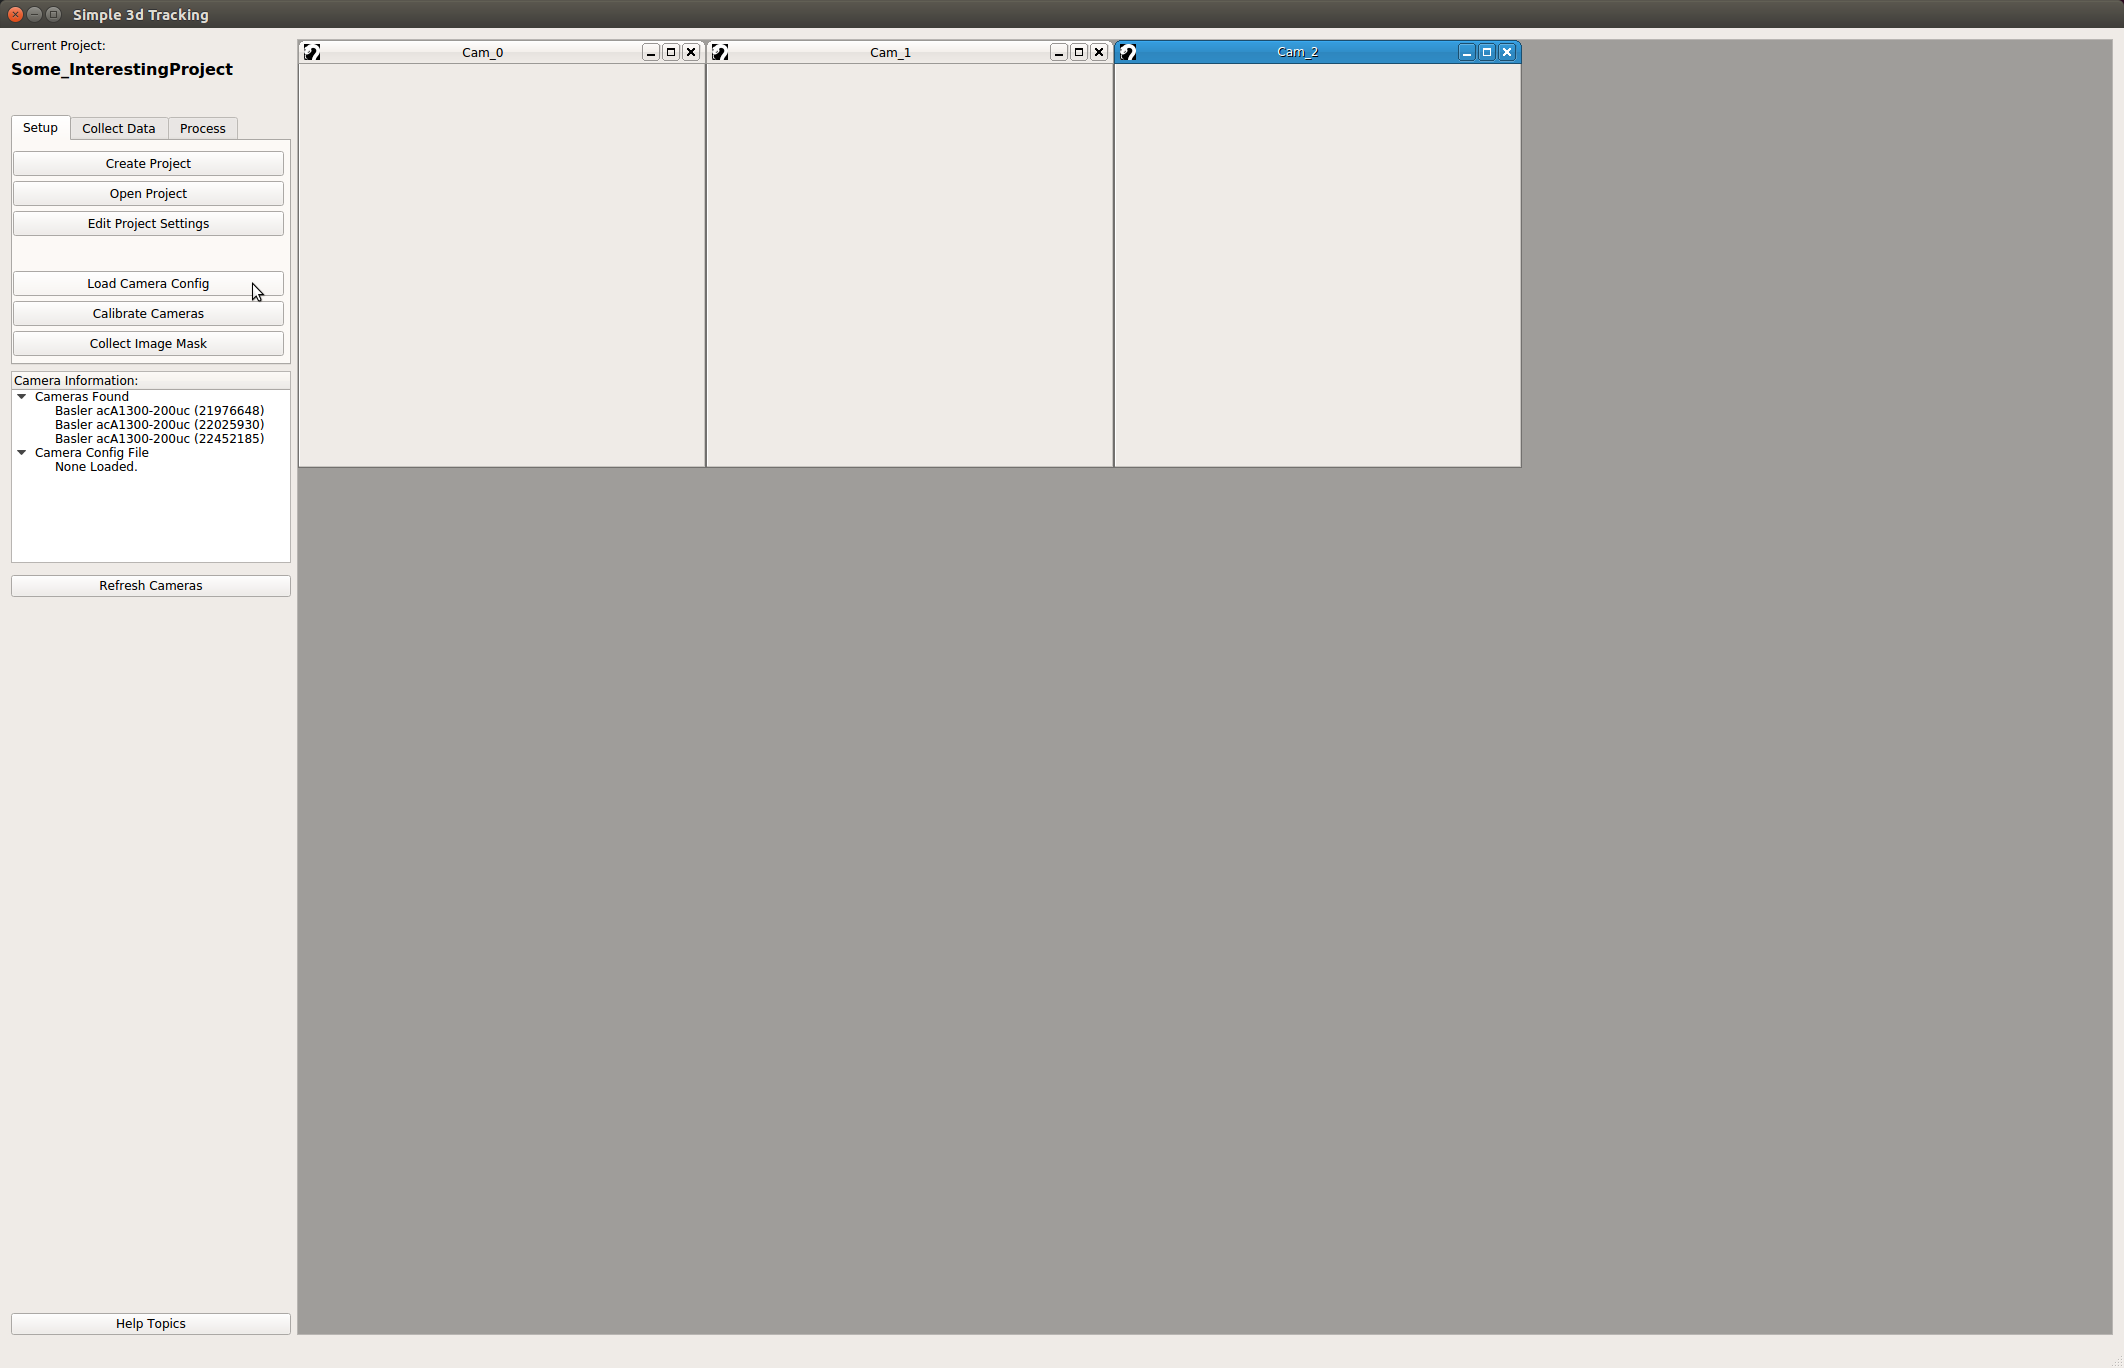 Simple 3d Tracking
Current Project:
Some_InterestingProject
Setup
Collect Data
Process
Create Project
Open Project
Edit Project Settings
Load Camera Config
Calibrate Cameras
Collect Image Mask
Camera Information:
Cameras Found
Basler acA1300-200uc (21976648)
Basler acA1300-200uc (22025930)
Basler acA1300-200uc (22452185)
Camera Config File
None Loaded.
Refresh Cameras
Help Topics
Cam_0
Cam_1
Cam_2